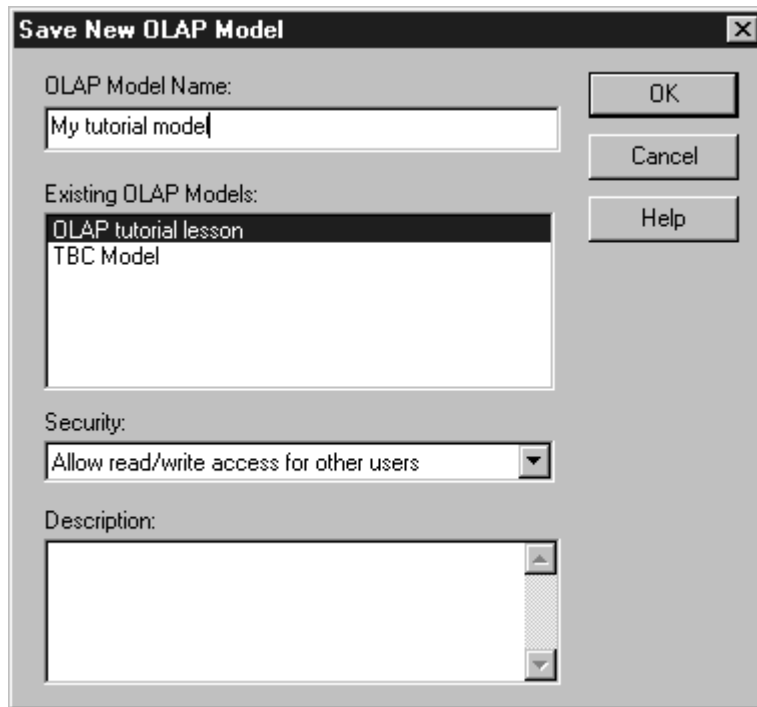 Save New OLAP Model
OLAP Model Name:
My tutorial model
OK
Cancel
Help
Existing OLAP Models:
OLAP tutorial lesson
TBC Model
Security:
Allow read/write access for other users
Description: